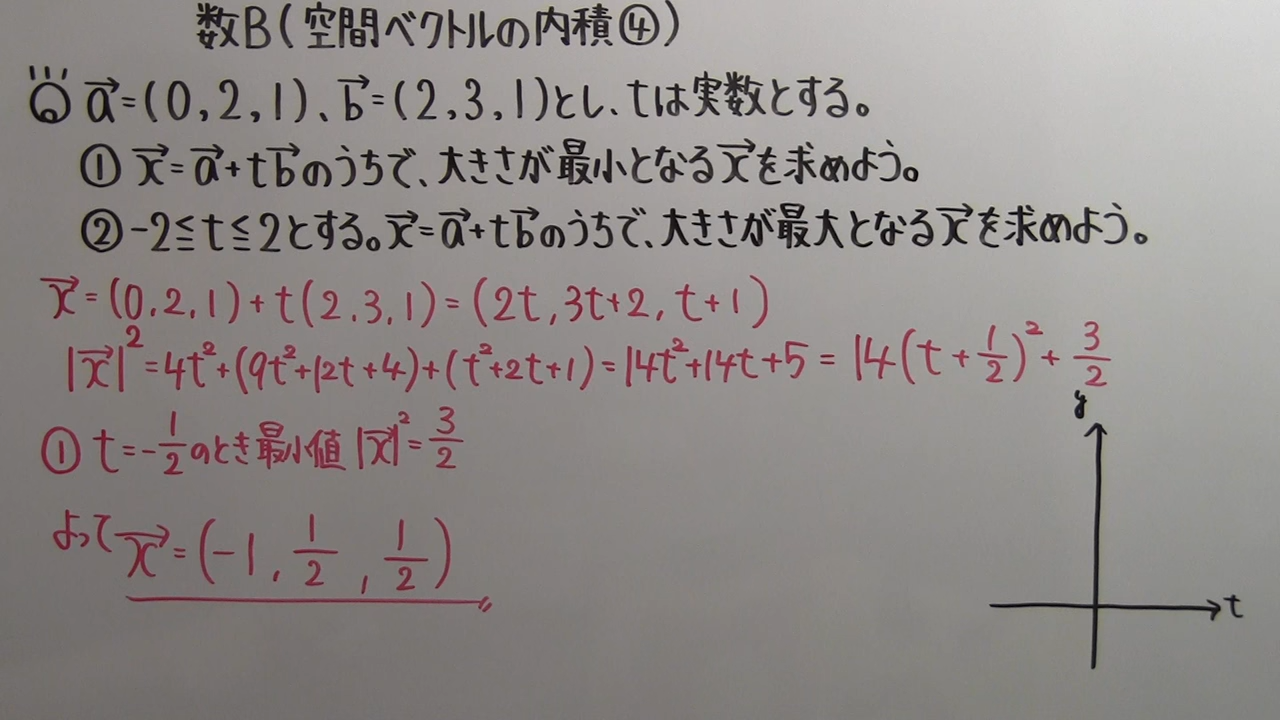 数B(空間ベクトルの内積④)
a⃗=(0,2,1)、b⃗=(2,3,1)とし、tは実数とする。
① x⃗=a⃗+tb⃗のうちで、大きさが最小となるx⃗を求めよう。
② -2≦t≦2とする。x⃗=a⃗+tb⃗のうちで、大きさが最大となるx⃗を求めよう。
x⃗=(0,2,1)+t(2,3,1)=(2t,3t+2,t+1)
|x⃗|²=4t²+(9t²+12t+4)+(t²+2t+1)=14t²+14t+5=14(t+1/2)²+3/2
① t=-1/2のとき最小値|x⃗|²=3/2
よってx⃗=(-1,1/2,1/2)
y
t